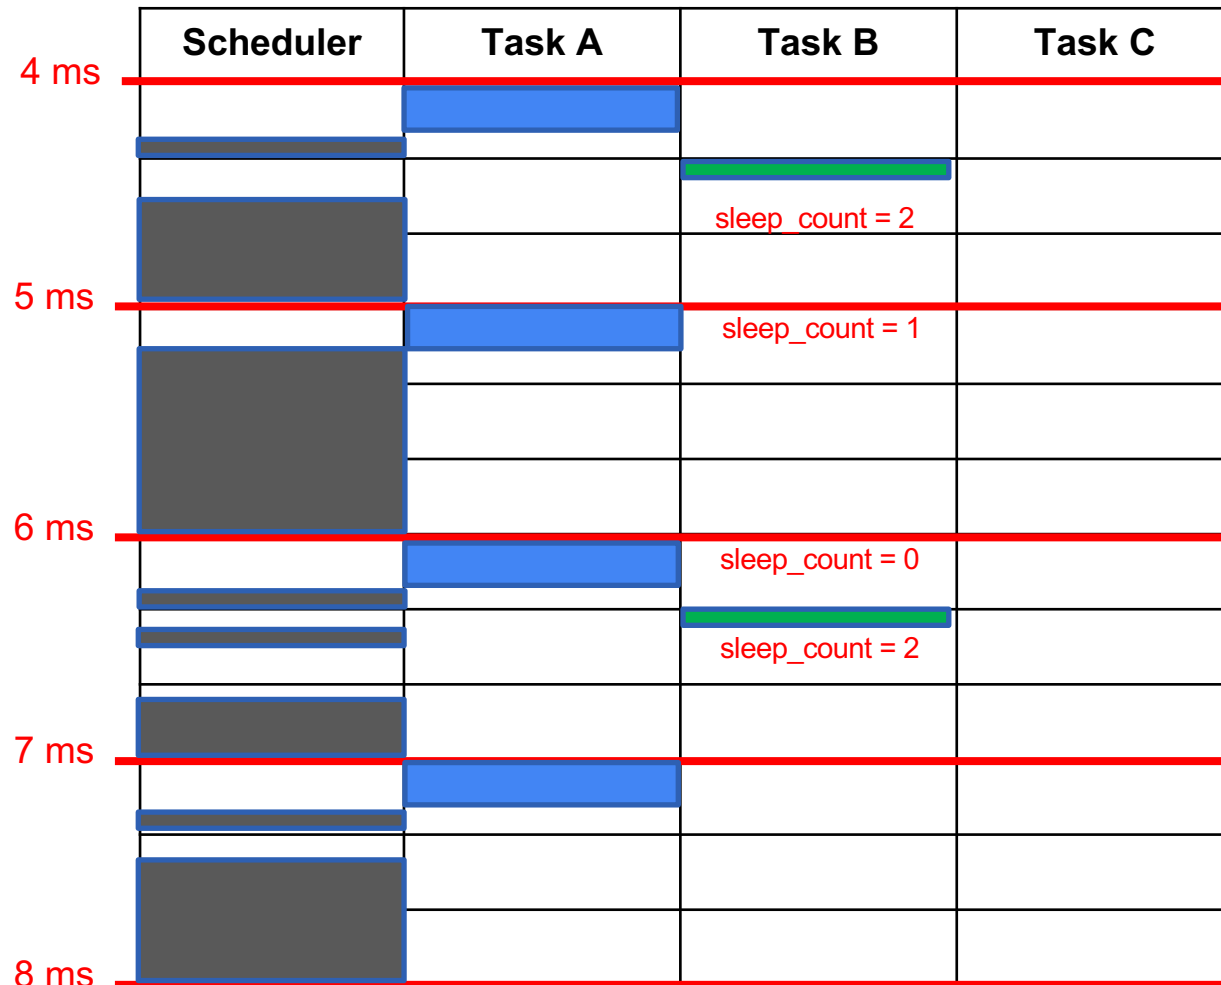 Scheduler Task A Task B Task C
4 ms
sleep_count = 2
5 ms
sleep_count = 1
6 ms
sleep_count = 0
sleep_count = 2
7 ms
8 ms